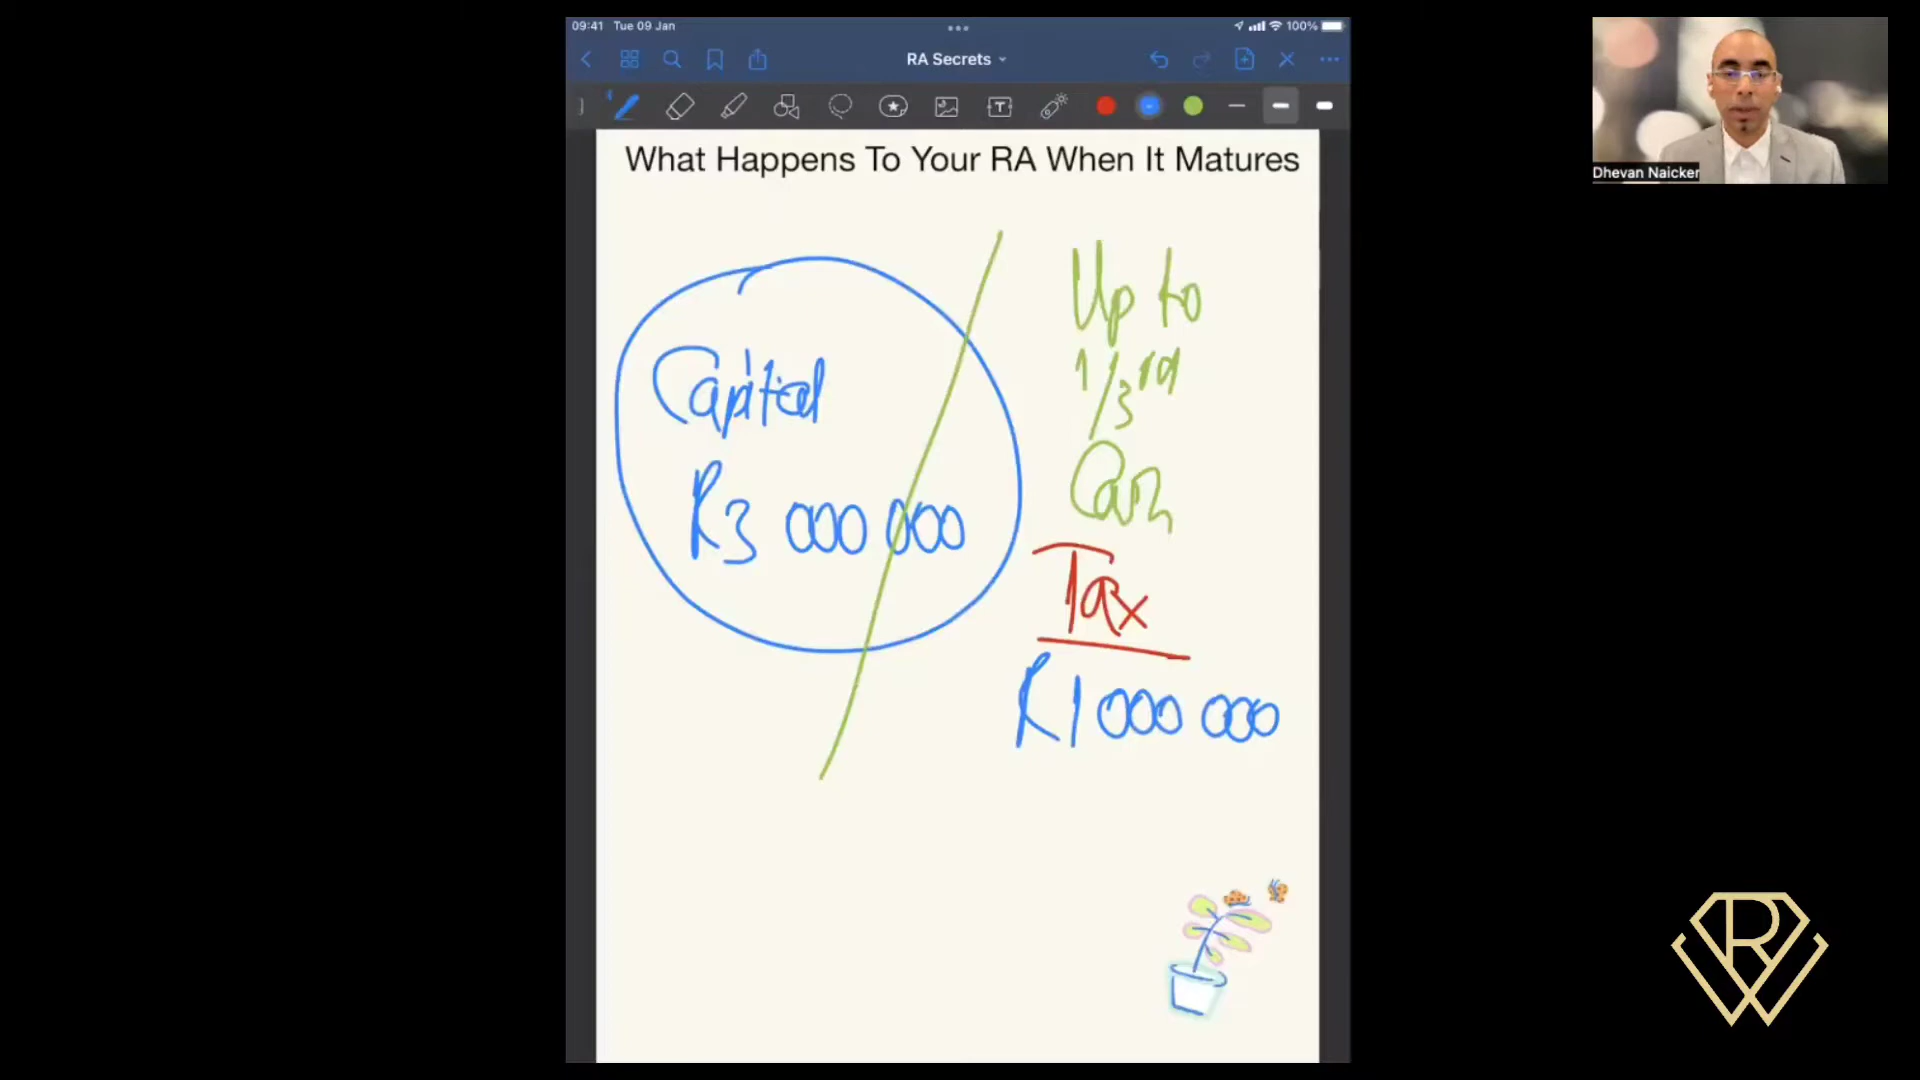 09:41 Tue 09 Jan
100%
RA Secrets
What Happens To Your RA When It Matures
Capital
R3 000 000
Up to
1/3rd
Cash
Tax
R1 000 000
Dhevan Naicker